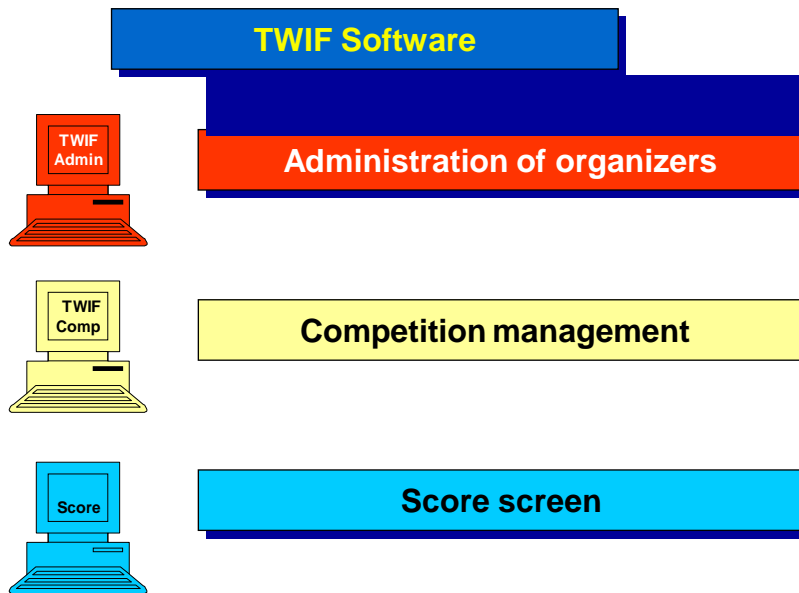 TWIF Software
TWIF
Admin
Administration of organizers
TWIF
Comp
Competition management
Score
Score screen